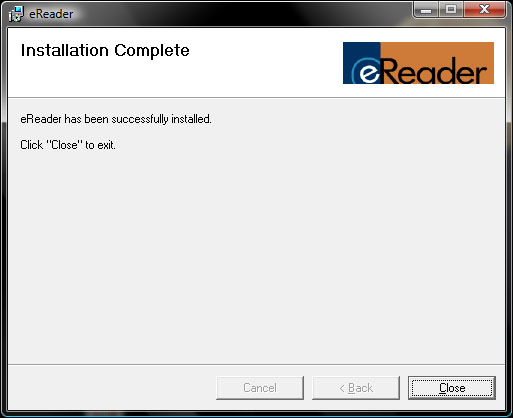 eReader
Installation Complete
eReader
eReader has been successfully installed.
Click "Close" to exit.
Cancel
< Back
Close